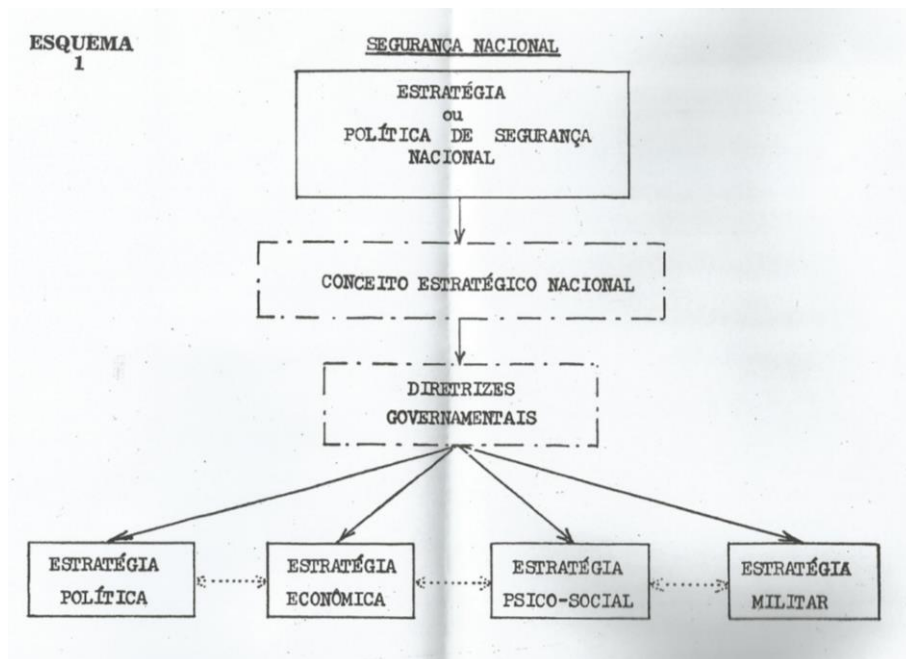 ESQUEMA
1
SEGURANÇA NACIONAL
ESTRATÉGIA
ou
POLÍTICA DE SEGURANÇA
NACIONAL
CONCEITO ESTRATÉGICO NACIONAL
DIRETRIZES
GOVERNAMENTAIS
ESTRATÉGIA
POLÍTICA
ESTRATÉGIA
ECONÔMICA
ESTRATÉGIA
PSICO-SOCIAL
ESTRATÉGIA
MILITAR